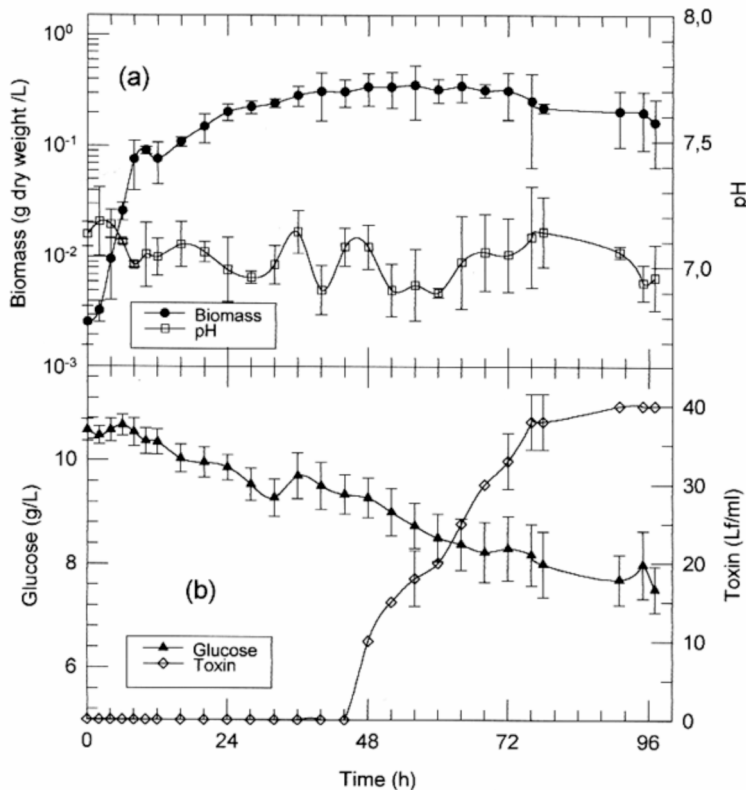 10⁰
10⁻¹
10⁻²
10⁻³
Biomass (g dry weight /L)
(a)
Biomass
pH
8,0
7,5
7,0
pH
10
8
6
Glucose (g/L)
(b)
Glucose
Toxin
40
30
20
10
0
Toxin (Lf/ml)
0 24 48 72 96
Time (h)